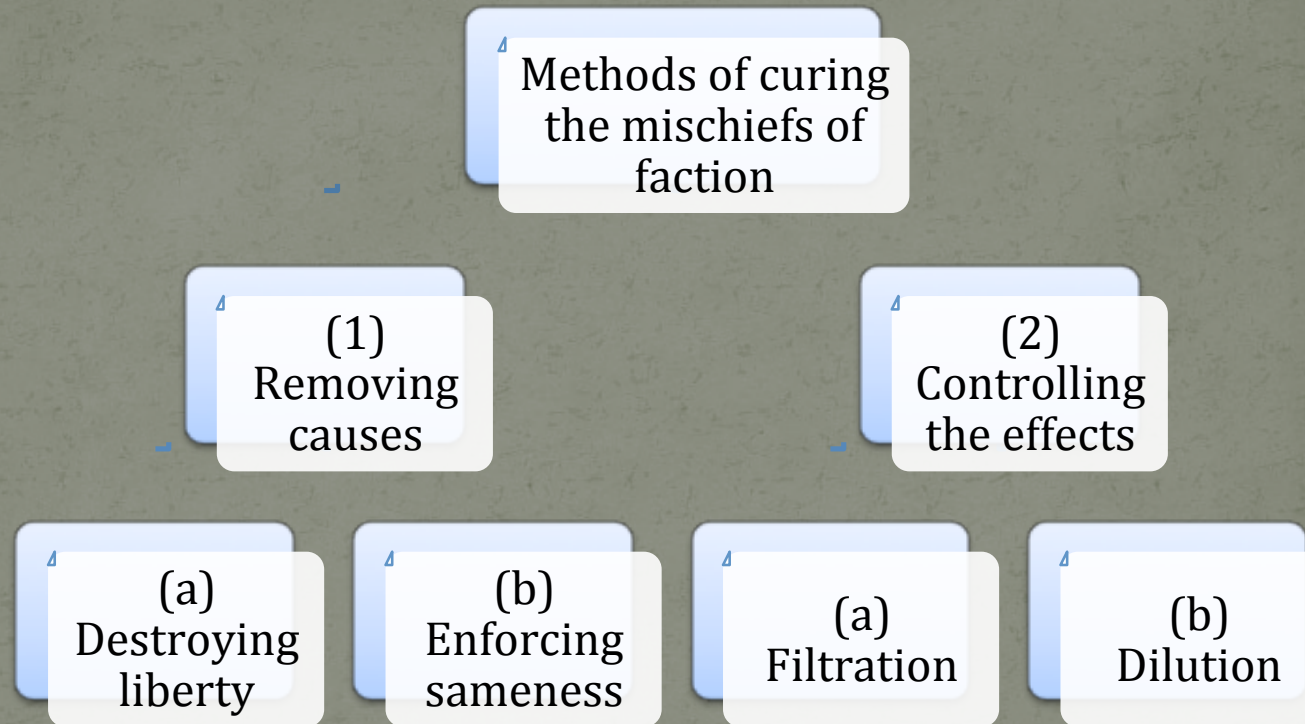 Methods of curing
the mischiefs of
faction
(1)
Removing
causes
(2)
Controlling
the effects
(a)
Destroying
liberty
(b)
Enforcing
sameness
(a)
Filtration
(b)
Dilution